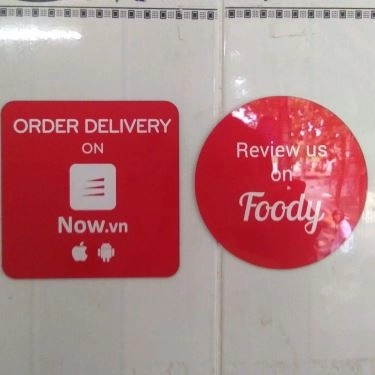 ORDER DELIVERY
ON
Now.vn
Review us
on
Foody